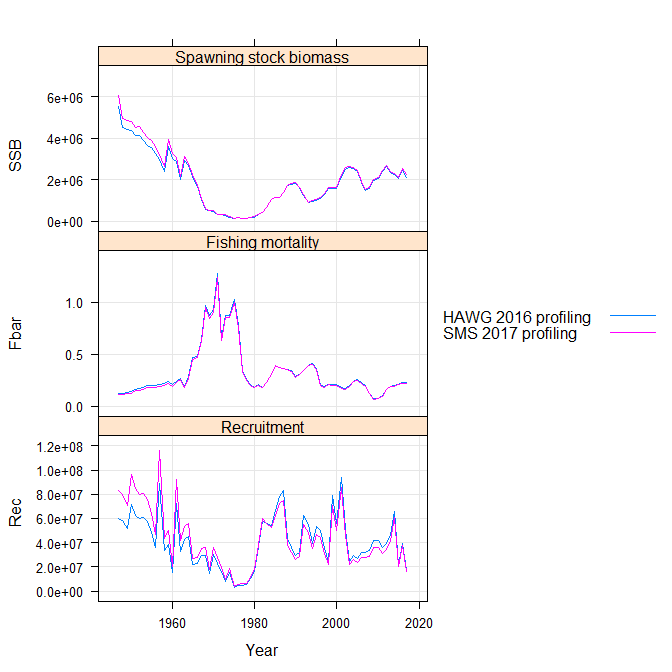 Spawning stock biomass
SSB
6e+06
4e+06
2e+06
0e+00
Fishing mortality
Fbar
1.0
0.5
0.0
HAWG 2016 profiling
SMS 2017 profiling
Recruitment
Rec
1.2e+08
1.0e+08
8.0e+07
6.0e+07
4.0e+07
2.0e+07
0.0e+00
1960 1980 2000 2020
Year